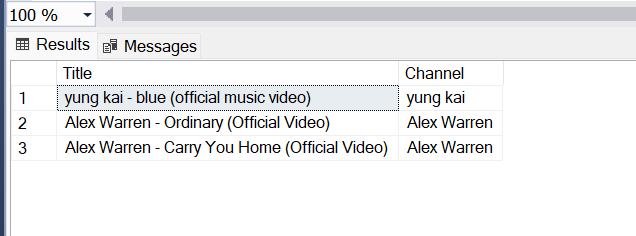 100 %
Results Messages
Title Channel
1 yung kai - blue (official music video) yung kai
2 Alex Warren - Ordinary (Official Video) Alex Warren
3 Alex Warren - Carry You Home (Official Video) Alex Warren